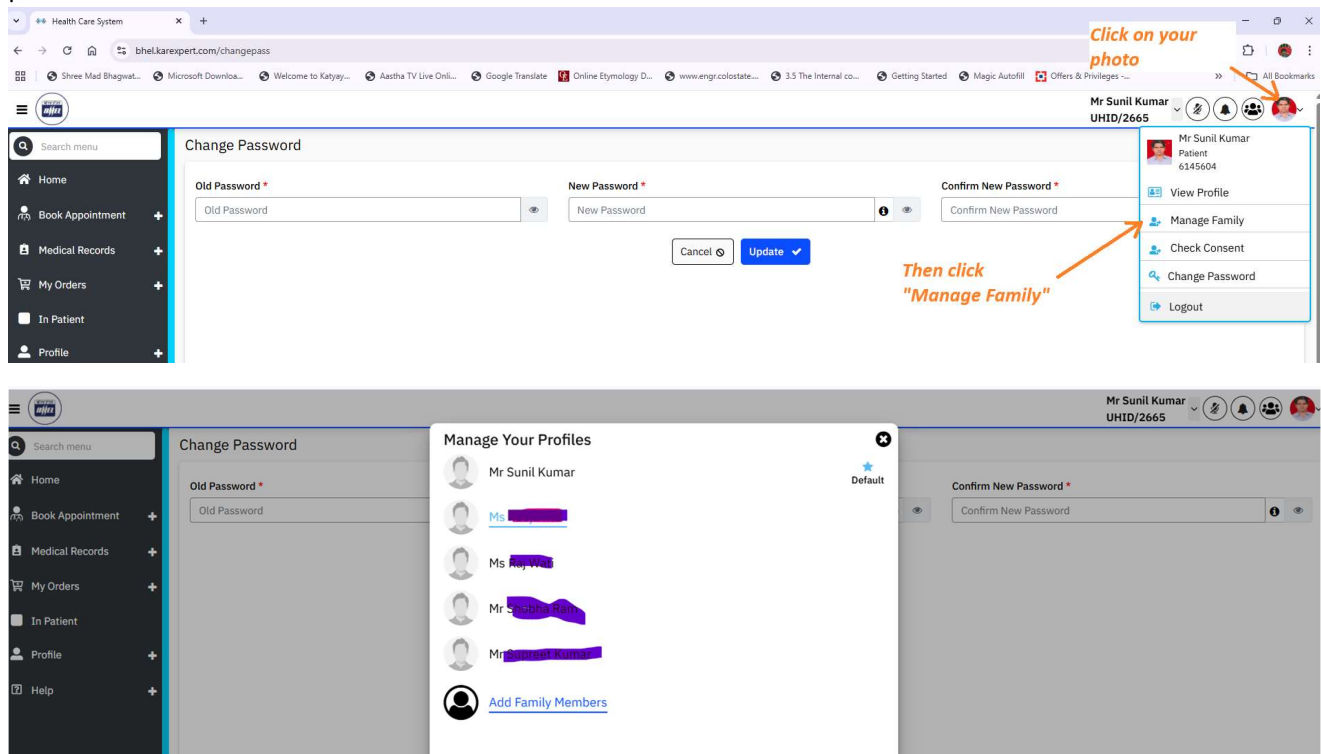 Health Care System
bhel.karexpert.com/changepass
Click on your
photo
Shree Mad Bhagwat... Microsoft Downloa... Welcome to Katyay... Aastha TV Live Onli... Google Translate Online Etymology D... www.engr.colostate.... 3.5 The Internal co... Getting Started Magic Autofill Offers & Privileges -... » All Bookmarks
Mr Sunil Kumar
UHID/2665
Search menu
Home
Book Appointment +
Medical Records +
My Orders +
In Patient
Profile +
Change Password
Old Password *
Old Password
New Password *
New Password
Confirm New Password *
Confirm New Password
Cancel
Update
Then click
"Manage Family"
Mr Sunil Kumar
Patient
6145604
View Profile
Manage Family
Check Consent
Change Password
Logout
Mr Sunil Kumar
UHID/2665
Search menu
Home
Book Appointment +
Medical Records +
My Orders +
In Patient
Profile +
Help +
Change Password
Old Password *
Old Password
Confirm New Password *
Confirm New Password
Manage Your Profiles
Mr Sunil Kumar
Default
Ms
Ms
Mr
Mr
Add Family Members